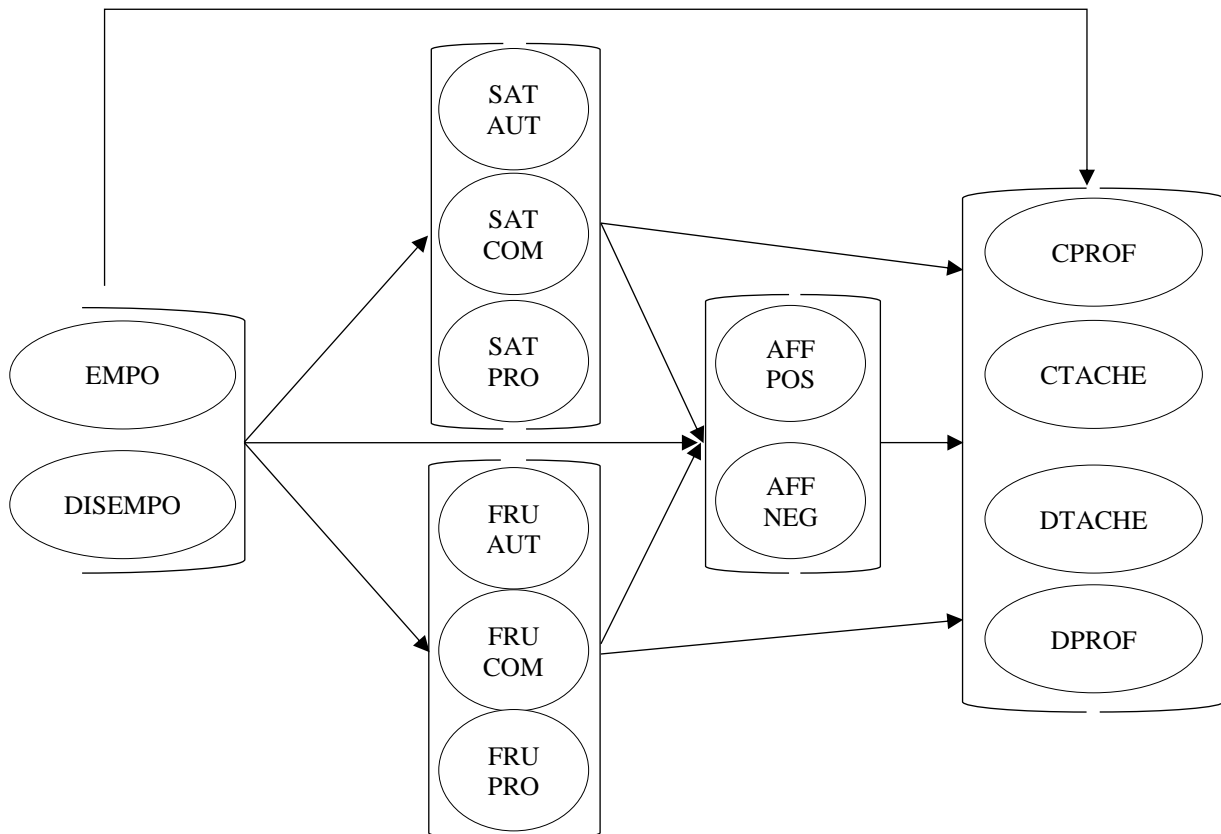 SAT
AUT
SAT
COM
SAT
PRO
EMPO
DISEMPO
FRU
AUT
FRU
COM
FRU
PRO
AFF
POS
AFF
NEG
CPROF
CTACHE
DTACHE
DPROF